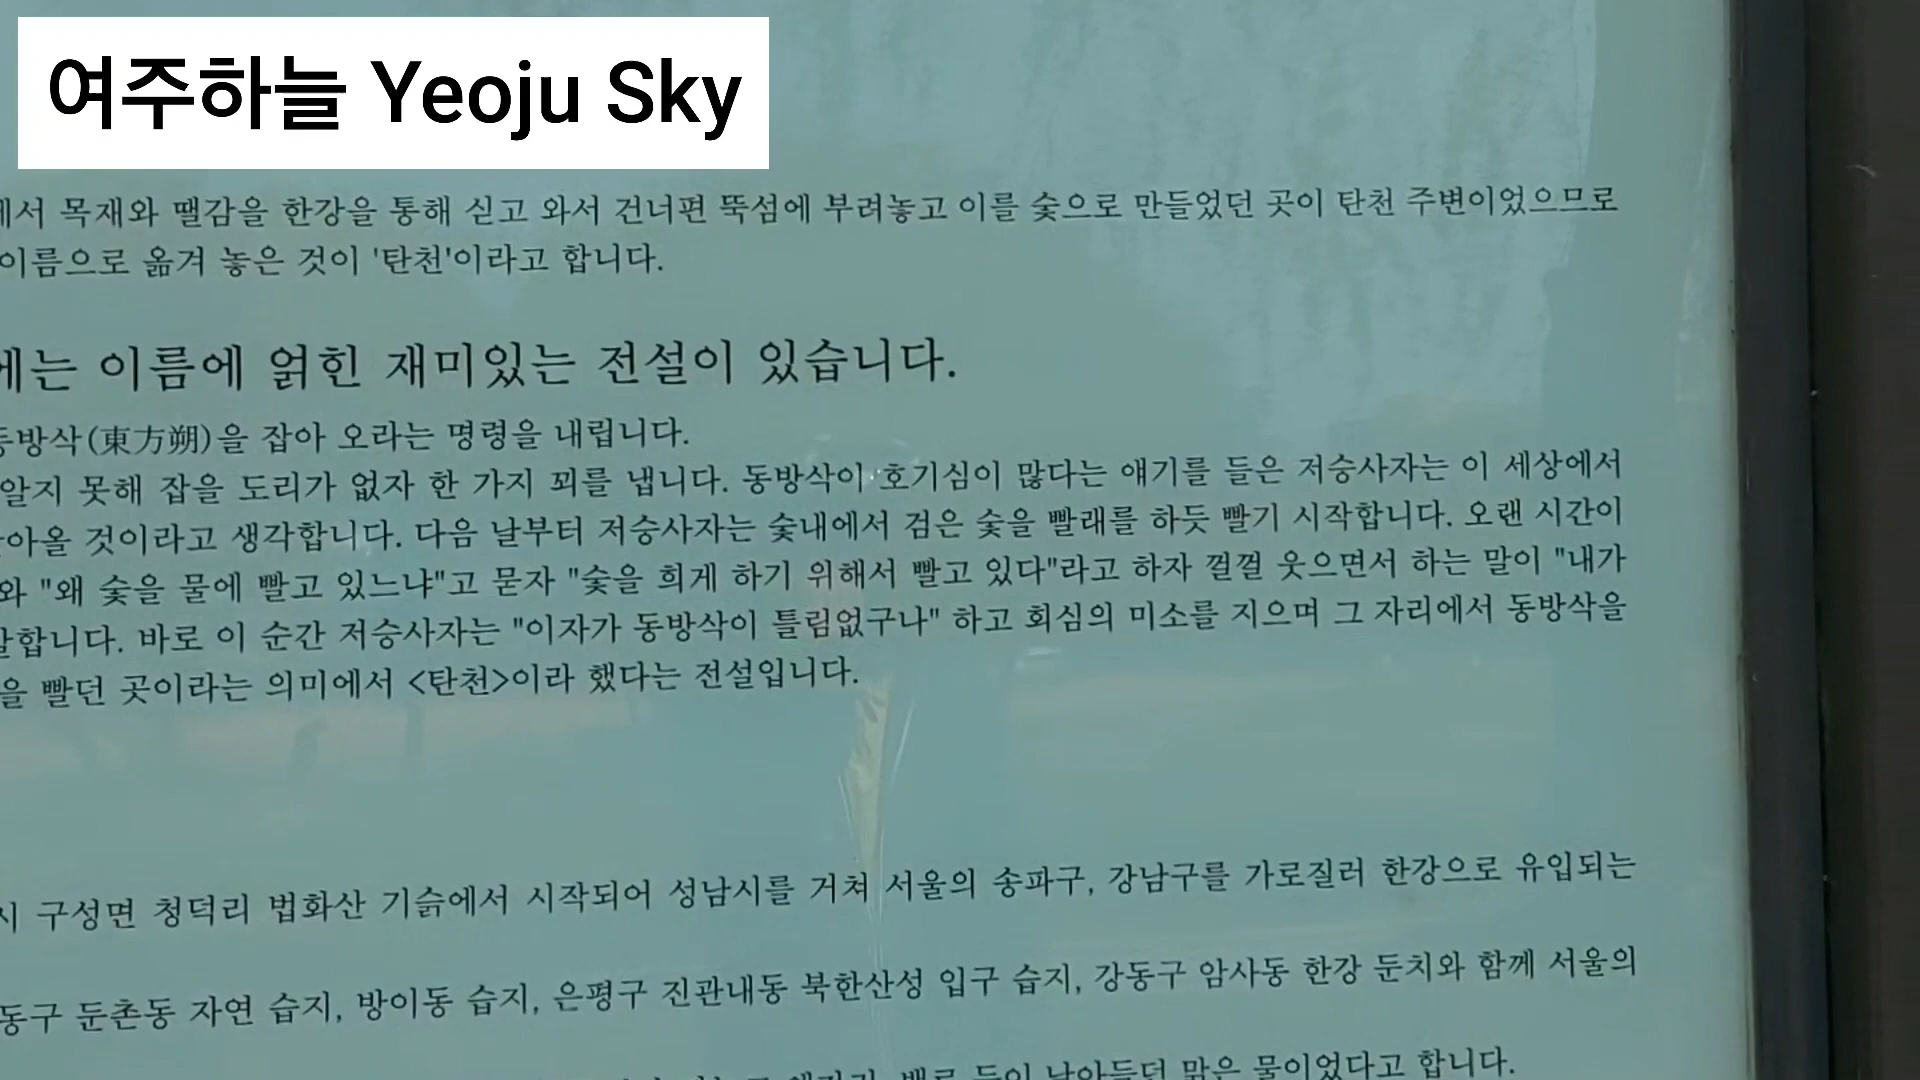 여주하늘 Yeoju Sky
에서 목재와 땔감을 한강을 통해 싣고 와서 건너편 뚝섬에 부려놓고 이를 숯으로 만들었던 곳이 탄천 주변이었으므로
이름으로 옮겨 놓은 것이 '탄천'이라고 합니다.
에는 이름에 얽힌 재미있는 전설이 있습니다.
동방삭(東方朔)을 잡아 오라는 명령을 내립니다.
알지 못해 잡을 도리가 없자 한 가지 꾀를 냅니다. 동방삭이 호기심이 많다는 얘기를 들은 저승사자는 이 세상에서
것이라고 생각합니다. 다음 날부터 저승사자는 숯내에서 검은 숯을 빨래를 하듯 빨기 시작합니다. 오랜 시간이
와 "왜 숯을 물에 빨고 있느냐"고 묻자 "숯을 희게 하기 위해서 빨고 있다"라고 하자 껄껄 웃으면서 하는 말이 "내가
말합니다. 바로 이 순간 저승사자는 "이자가 동방삭이 틀림없구나" 하고 회심의 미소를 지으며 그 자리에서 동방삭을
을 빨던 곳이라는 의미에서 <탄천>이라 했다는 전설입니다.
시 구성면 청덕리 법화산 기슭에서 시작되어 성남시를 거쳐 서울의 송파구, 강남구를 가로질러 한강으로 유입되는
동구 둔촌동 자연 습지, 방이동 습지, 은평구 진관내동 북한산성 입구 습지, 강동구 암사동 한강 둔치와 함께 서울의
백로 등이 날아들던 맑은 물이었다고 합니다.